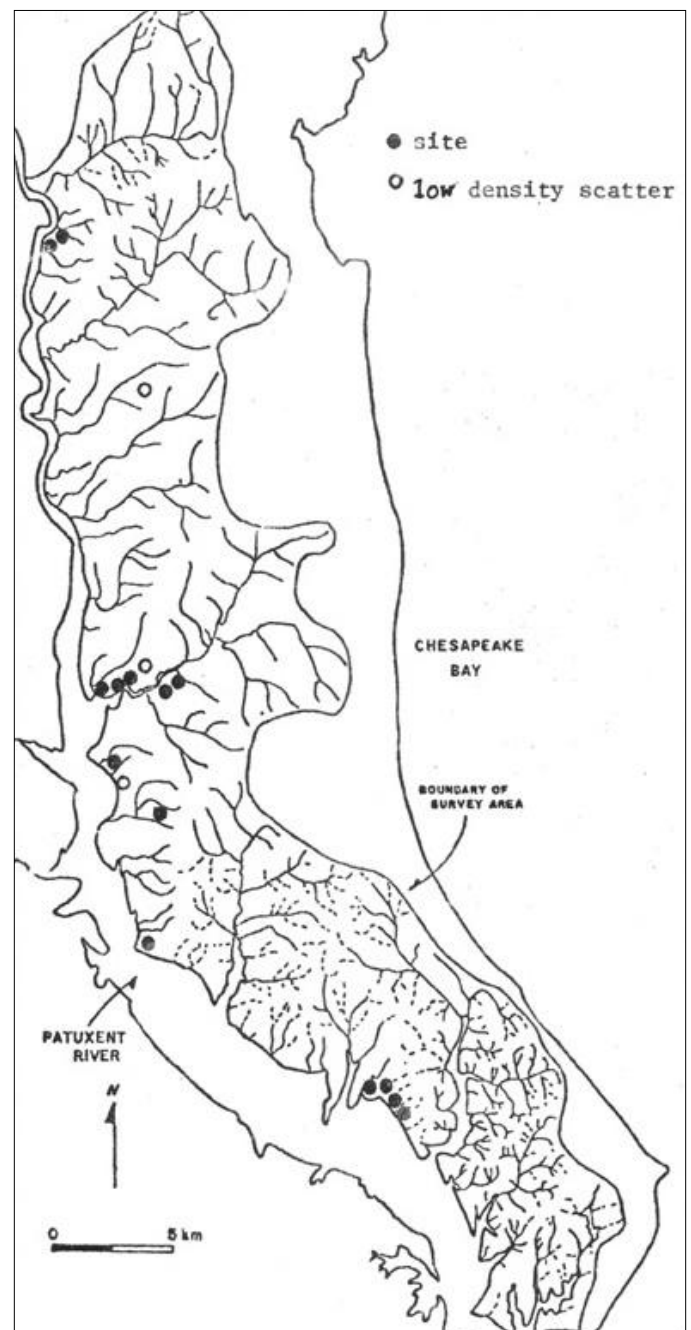 site
low density scatter
CHESAPEAKE
BAY
BOUNDARY OF
SURVEY AREA
PATUXENT
RIVER
N
0 5 km